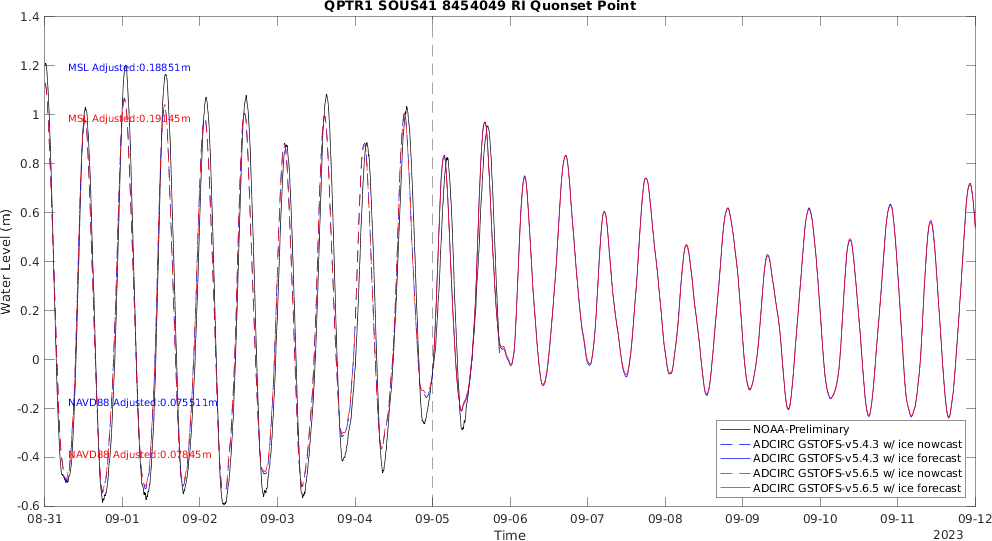 QPTR1 SOUS41 8454049 RI Quonset Point
1.4
1.2
1
0.8
0.6
0.4
0.2
0
-0.2
-0.4
-0.6
Water Level (m)
MSL Adjusted:0.18851m
MSL Adjusted:0.19145m
NAVD88 Adjusted:0.075511m
NAVD88 Adjusted:0.07845m
NOAA-Preliminary
ADCIRC GSTOFS-v5.4.3 w/ ice nowcast
ADCIRC GSTOFS-v5.4.3 w/ ice forecast
ADCIRC GSTOFS-v5.6.5 w/ ice nowcast
ADCIRC GSTOFS-v5.6.5 w/ ice forecast
08-31 09-01 09-02 09-03 09-04 09-05 09-06 09-07 09-08 09-09 09-10 09-11 09-12
Time
2023